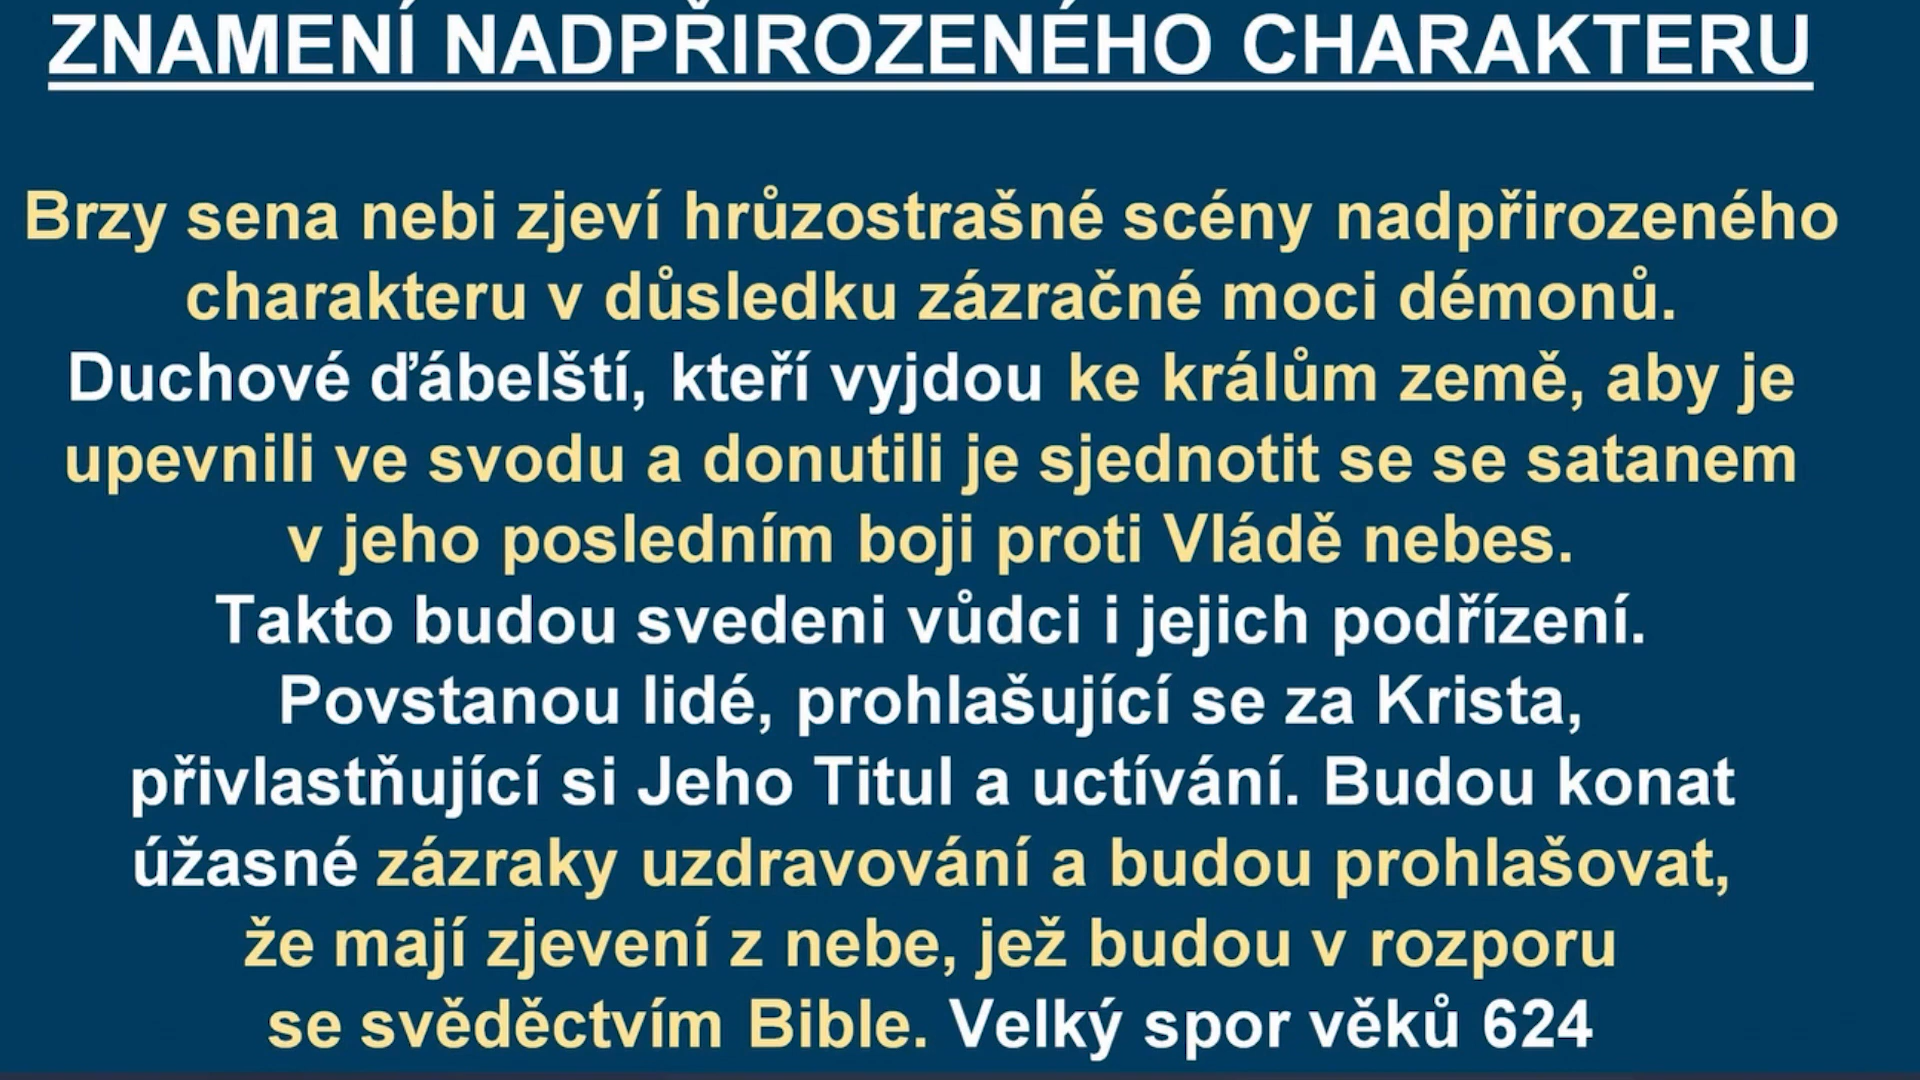 ZNAMENÍ NADPŘIROZENÉHO CHARAKTERU
Brzy sena nebi zjeví hrůzostrašné scény nadpřirozeného
charakteru v důsledku zázračné moci démonů.
Duchové ďábelští, kteří vyjdou ke králům země, aby je
upevnili ve svodu a donutili je sjednotit se se satanem
v jeho posledním boji proti Vládě nebes.
Takto budou svedeni vůdci i jejich podřízení.
Povstanou lidé, prohlašující se za Krista,
přivlastňující si Jeho Titul a uctívání. Budou konat
úžasné zázraky uzdravování a budou prohlašovat,
že mají zjevení z nebe, jež budou v rozporu
se svěděctvím Bible. Velký spor věků 624